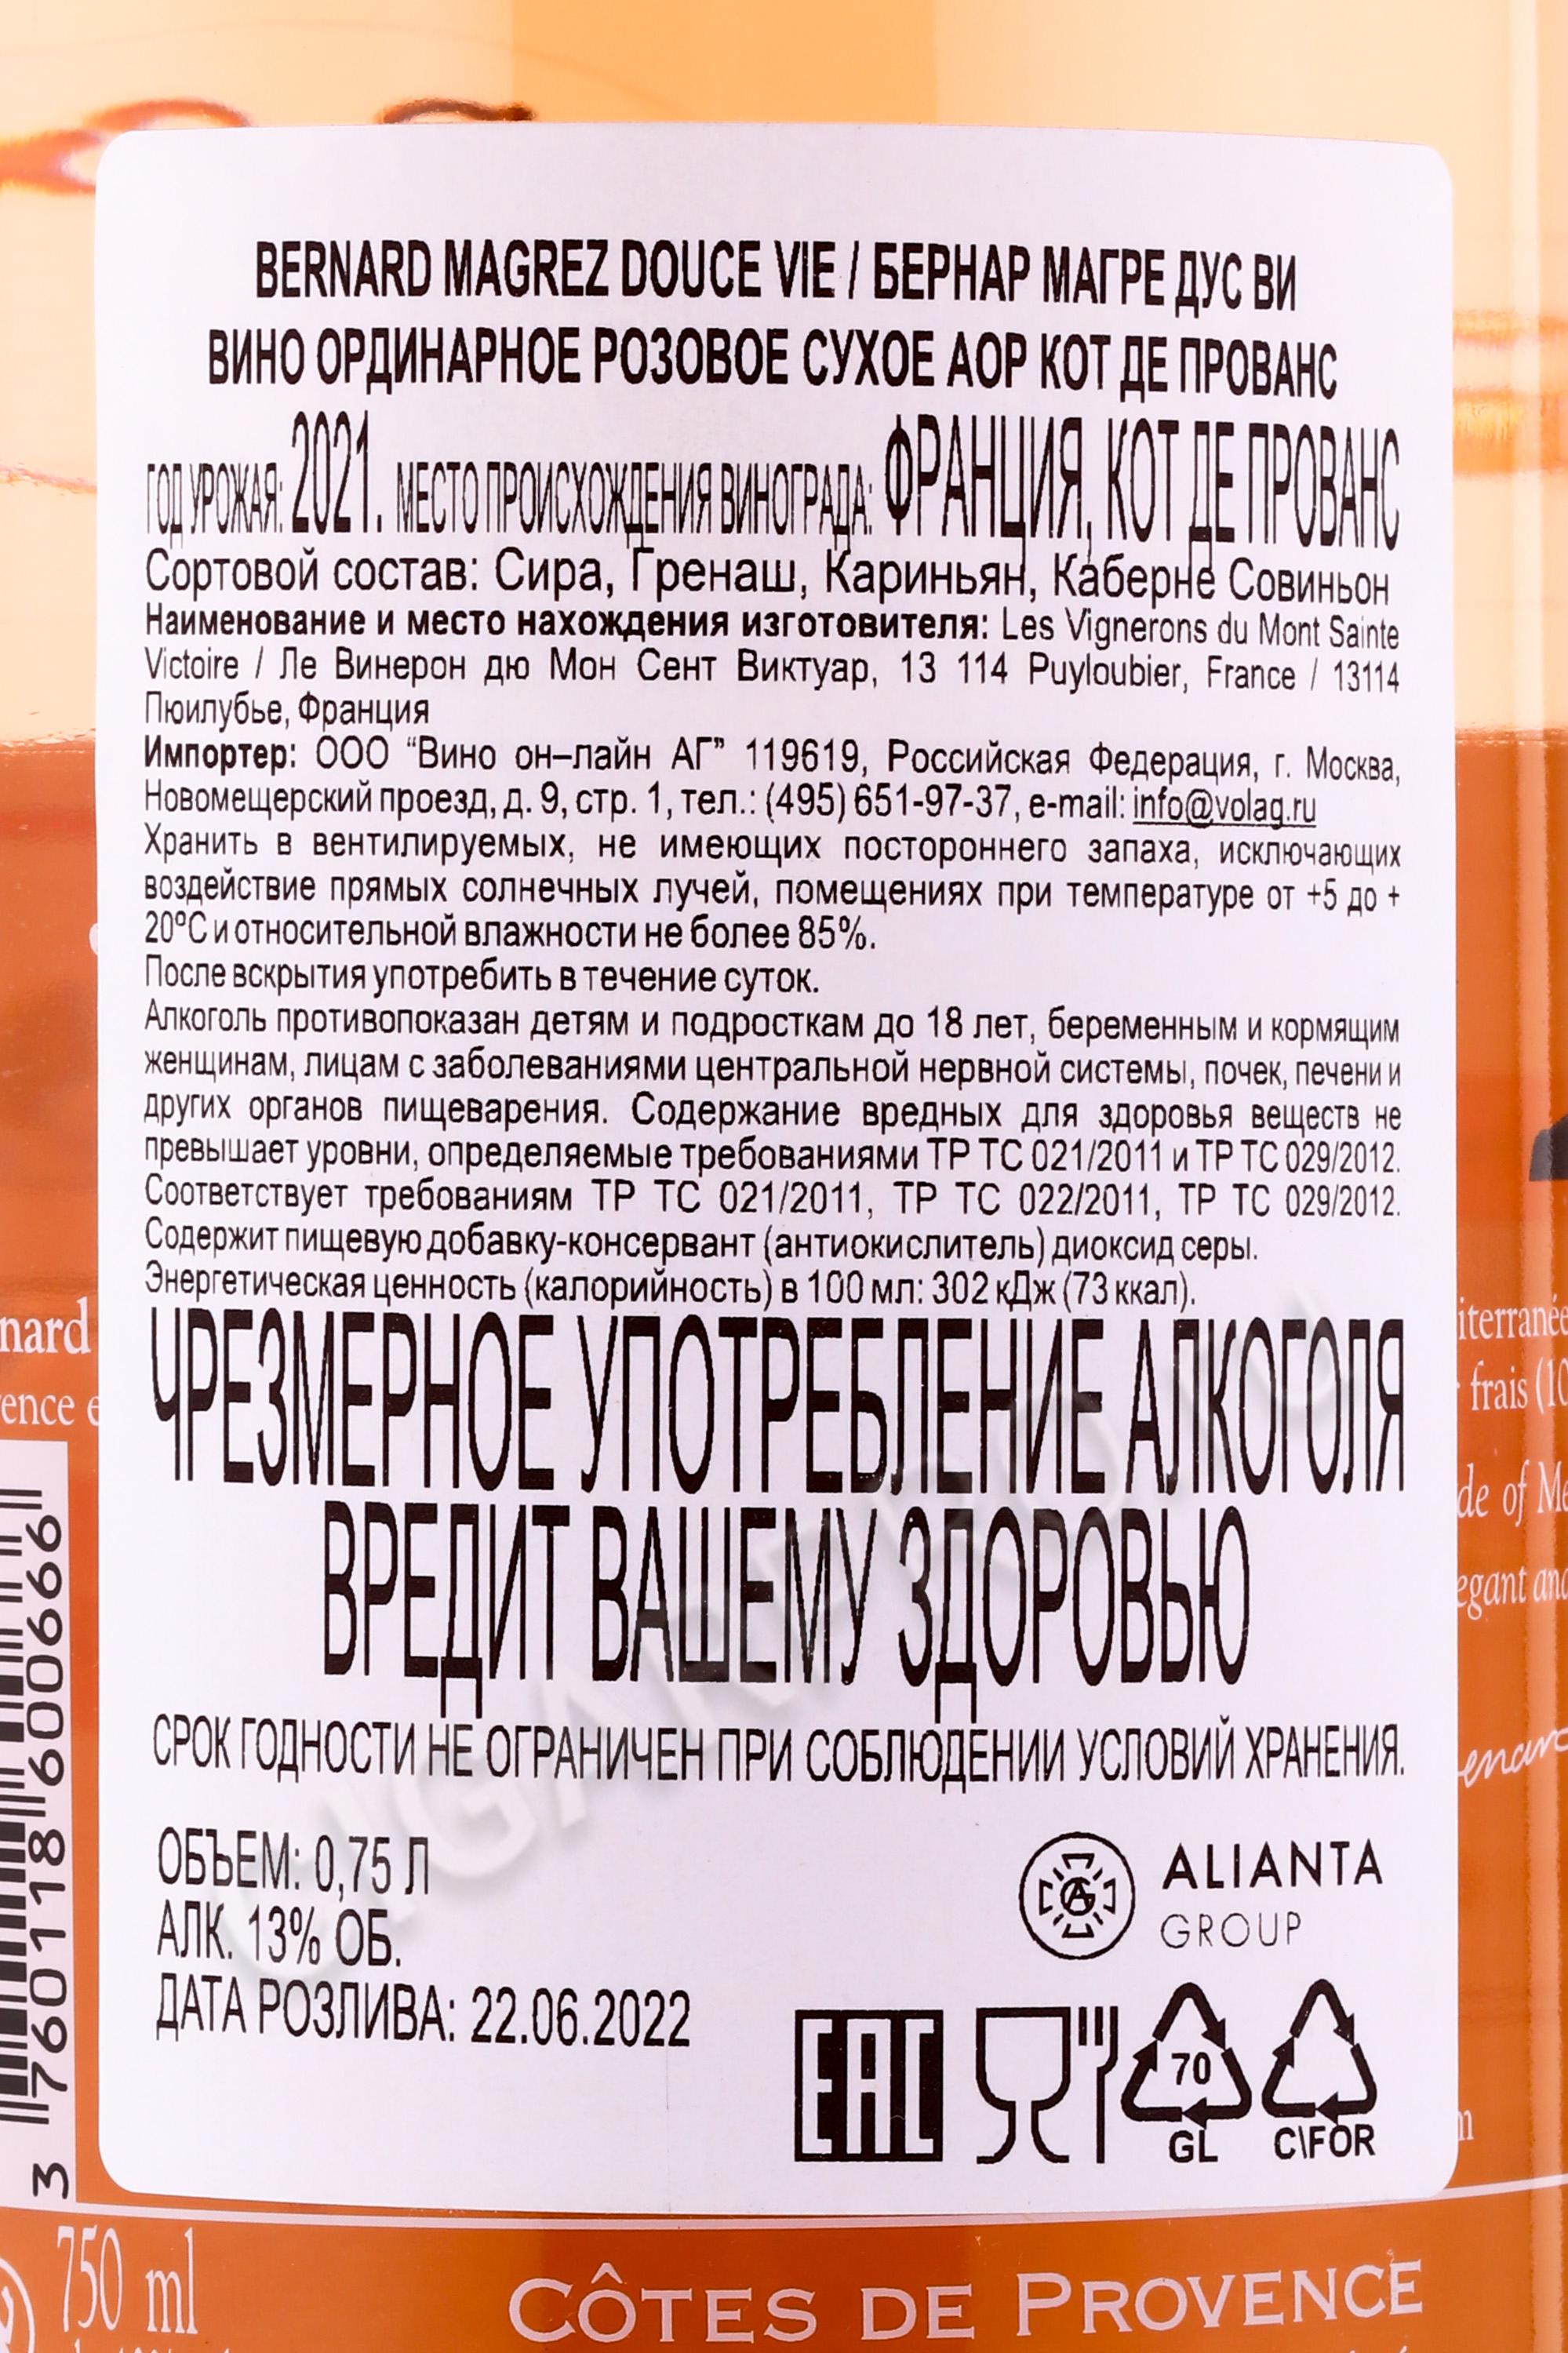 BERNARD MAGREZ DOUCE VIE / БЕРНАР МАГРЕ ДУС ВИ
ВИНО ОРДИНАРНОЕ РОЗОВОЕ СУХОЕ АОР КОТ ДЕ ПРОВАНС
ГОД УРОЖАЯ: 2021. МЕСТО ПРОИСХОЖДЕНИЯ ВИНОГРАДА: ФРАНЦИЯ, КОТ ДЕ ПРОВАНС
Сортовой состав: Сира, Гренаш, Кариньян, Каберне Совиньон
Наименование и место нахождения изготовителя: Les Vignerons du Mont Sainte
Victoire / Ле Винерон дю Мон Сент Виктуар, 13 114 Puyloubier, France / 13114
Пюилубье, Франция
Импортер: ООО “Вино он–лайн АГ” 119619, Российская Федерация, г. Москва,
Новомещерский проезд, д. 9, стр. 1, тел.: (495) 651-97-37, e-mail: info@volag.ru
Хранить в вентилируемых, не имеющих постороннего запаха, исключающих
воздействие прямых солнечных лучей, помещениях при температуре от +5 до +
20°С и относительной влажности не более 85%.
После вскрытия употребить в течение суток.
Алкоголь противопоказан детям и подросткам до 18 лет, беременным и кормящим
женщинам, лицам с заболеваниями центральной нервной системы, почек, печени и
других органов пищеварения. Содержание вредных для здоровья веществ не
превышает уровни, определяемые требованиями ТР ТС 021/2011 и ТР ТС 029/2012.
Соответствует требованиям ТР ТС 021/2011, ТР ТС 022/2011, ТР ТС 029/2012.
Содержит пищевую добавку-консервант (антиокислитель) диоксид серы.
Энергетическая ценность (калорийность) в 100 мл: 302 кДж (73 ккал).
ЧРЕЗМЕРНОЕ УПОТРЕБЛЕНИЕ АЛКОГОЛЯ
ВРЕДИТ ВАШЕМУ ЗДОРОВЬЮ
СРОК ГОДНОСТИ НЕ ОГРАНИЧЕН ПРИ СОБЛЮДЕНИИ УСЛОВИЙ ХРАНЕНИЯ.
ОБЪЕМ: 0,75 Л
АЛК. 13% ОБ.
ДАТА РОЗЛИВА: 22.06.2022
ALIANTA
GROUP
EAC
70
GL
C\FOR
nard
ence e
3 760118 600666
iterranée
frais (10
de of Me
egant and
750 ml
CÔTES DE PROVENCE